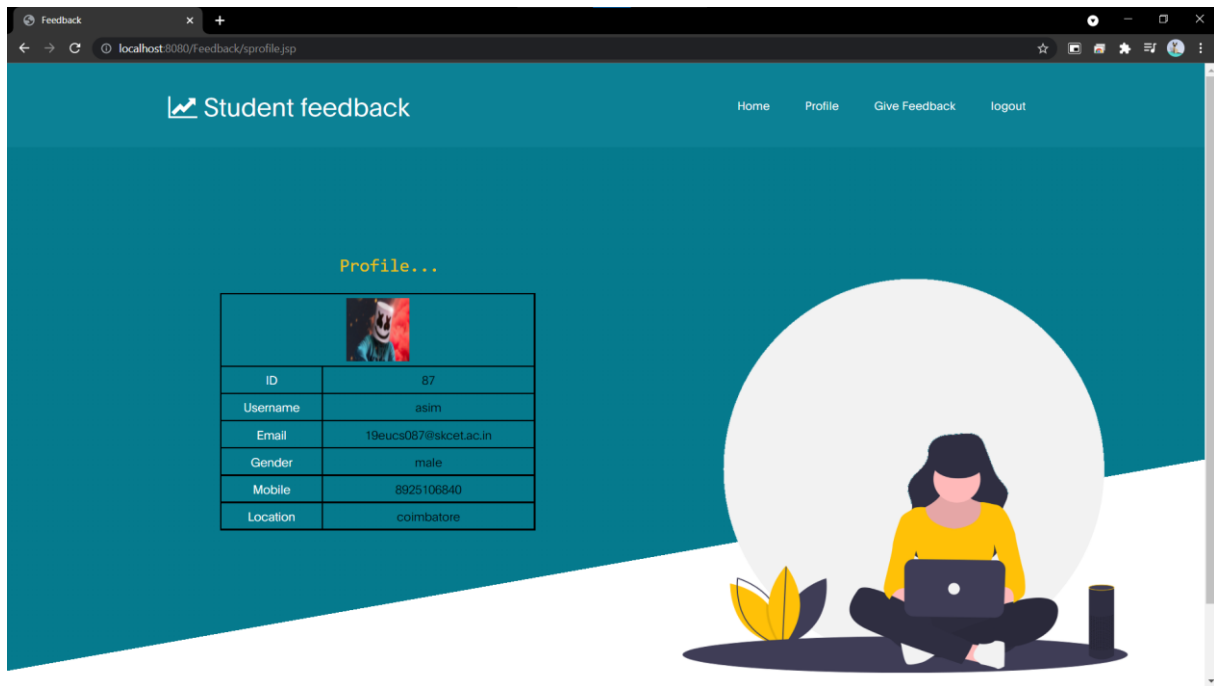 Feedback
localhost:8080/Feedback/sprofile.jsp
Student feedback
Home Profile Give Feedback logout
Profile...
ID 87
Username asim
Email 19eucs087@skcet.ac.in
Gender male
Mobile 8925106840
Location coimbatore